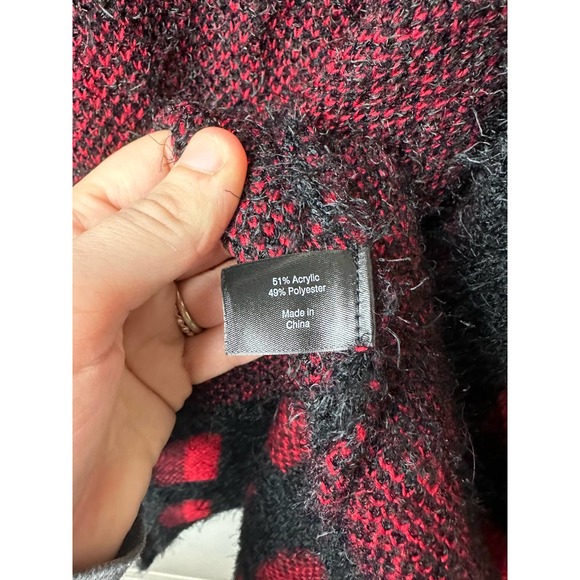 51% Acrylic
49% Polyester
Made in
China